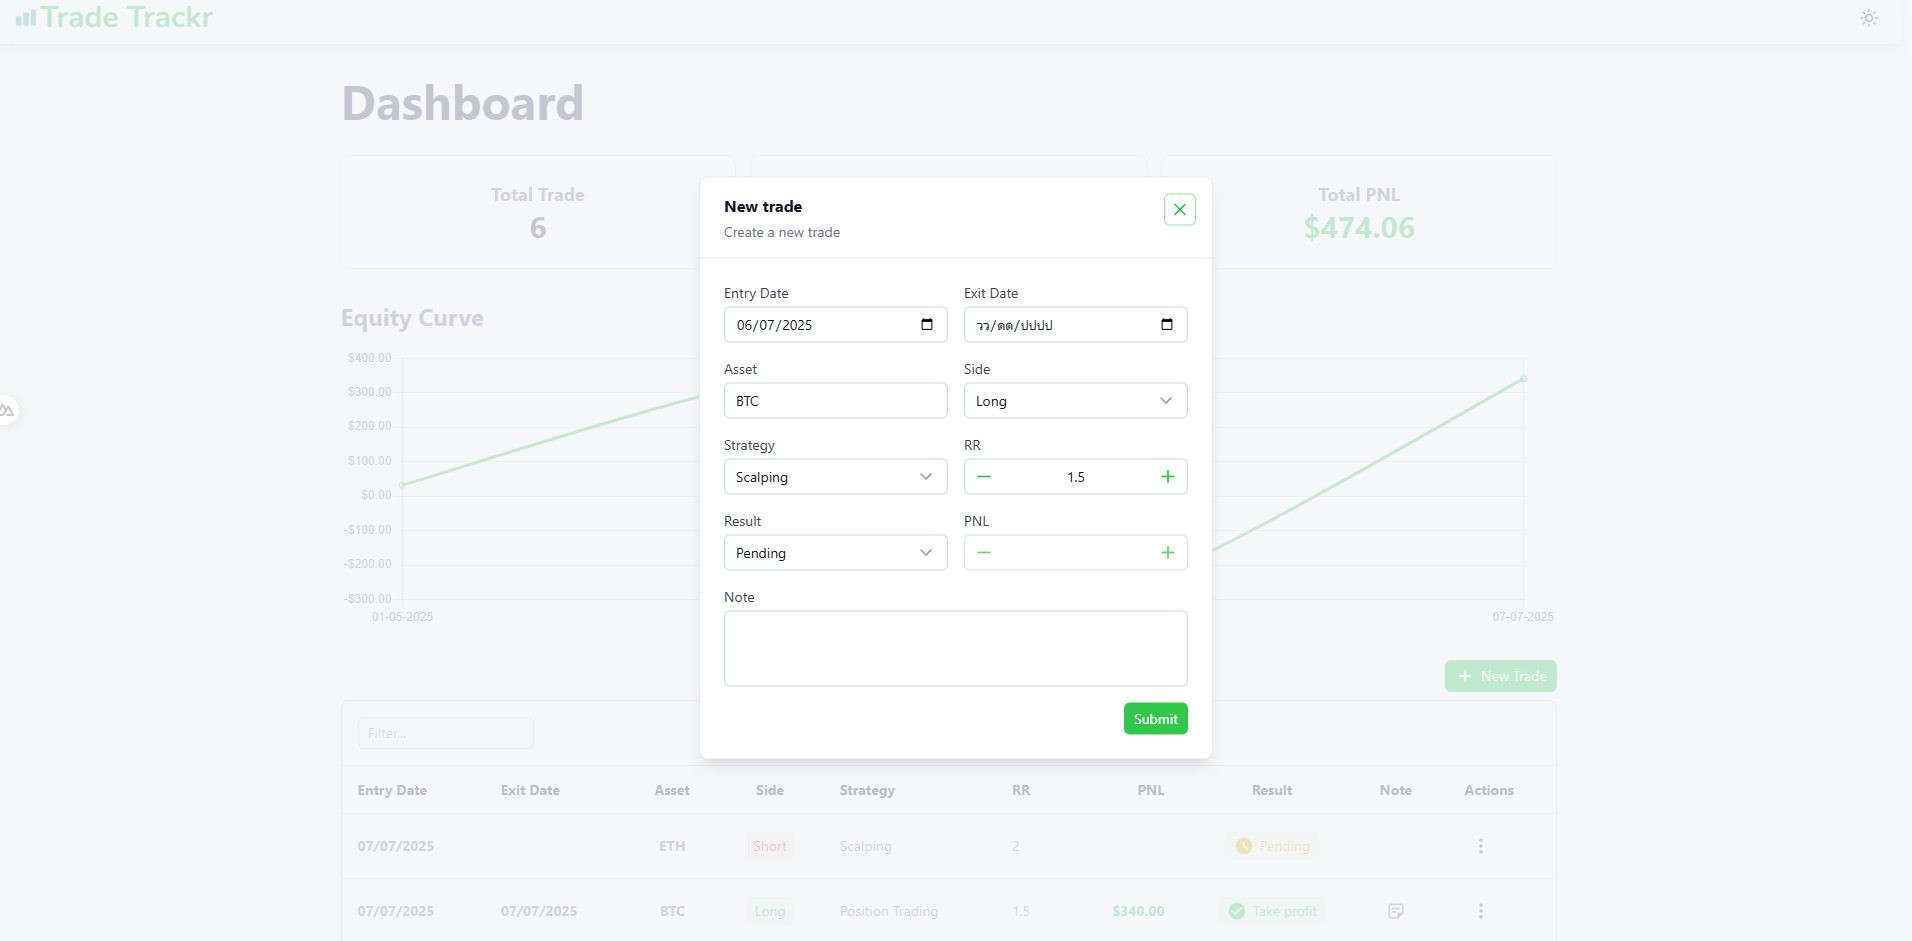 Trade Trackr
Dashboard
Total Trade
6
Total PNL
$474.06
New trade
Create a new trade
Entry Date
Exit Date
06/07/2025
วว/ดด/ปปปป
Asset
Side
BTC
Long
Strategy
RR
Scalping
1.5
Result
PNL
Pending
Note
Submit
Equity Curve
$400.00
$300.00
$200.00
$100.00
$0.00
-$100.00
-$200.00
-$300.00
01-05-2025
07-07-2025
New Trade
Filter...
Entry Date Exit Date Asset Side Strategy RR PNL Result Note Actions
07/07/2025 ETH Short Scalping 2 Pending
07/07/2025 07/07/2025 BTC Long Position Trading 1.5 $340.00 Take profit